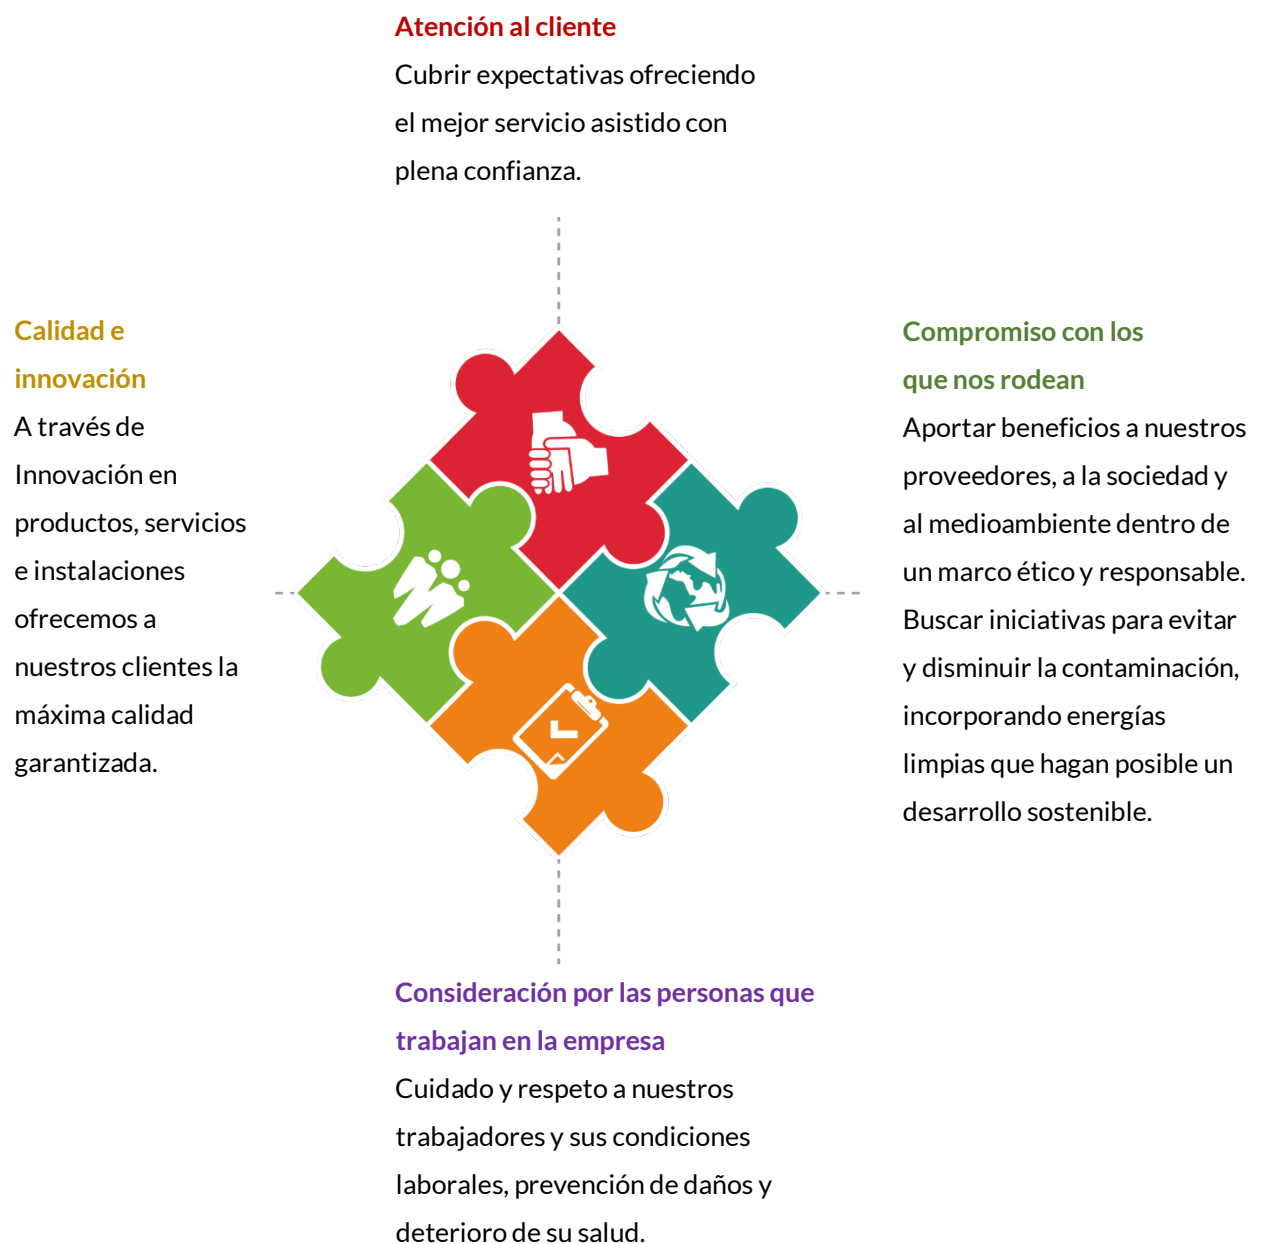 Atención al cliente
Cubrir expectativas ofreciendo
el mejor servicio asistido con
plena confianza.
Calidad e
innovación
A través de
Innovación en
productos, servicios
e instalaciones
ofrecemos a
nuestros clientes la
máxima calidad
garantizada.
Compromiso con los
que nos rodean
Aportar beneficios a nuestros
proveedores, a la sociedad y
al medioambiente dentro de
un marco ético y responsable.
Buscar iniciativas para evitar
y disminuir la contaminación,
incorporando energías
limpias que hagan posible un
desarrollo sostenible.
Consideración por las personas que
trabajan en la empresa
Cuidado y respeto a nuestros
trabajadores y sus condiciones
laborales, prevención de daños y
deterioro de su salud.